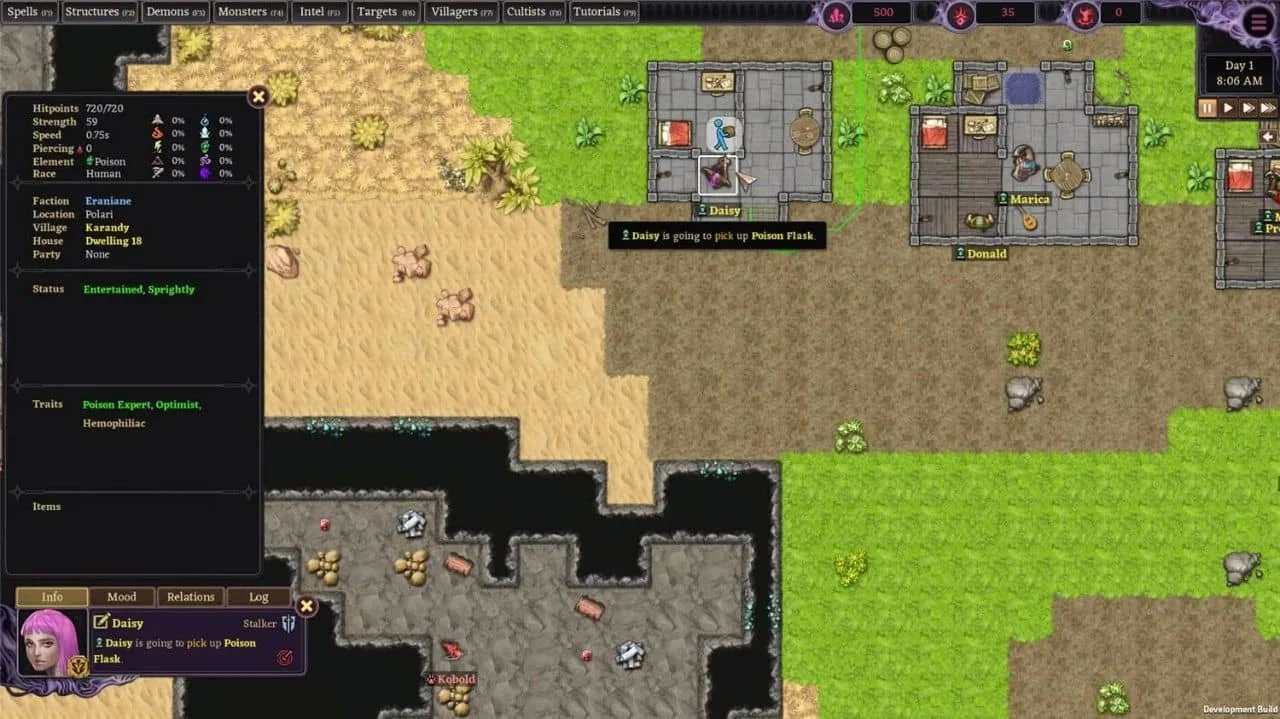 Spells (F1) Structures (F2) Demons (F3) Monsters (F4) Intel (F5) Targets (F6) Villagers (F7) Cultists (F8) Tutorials (F9)
500 35 0
Day 1
8:06 AM
Hitpoints 720/720
Strength 59 0% 0%
Speed 0.75s 0% 0%
Piercing 0 0% 0%
Element Poison 0% 0%
Race Human 0% 0%
Faction Eraniane
Location Polari
Village Karandy
House Dwelling 18
Party None
Status Entertained, Sprightly
Traits Poison Expert, Optimist,
Hemophiliac
Items
Daisy
Daisy is going to pick up Poison Flask.
Marica
Donald
Info Mood Relations Log
Daisy Stalker
Daisy is going to pick up Poison
Flask.
Kobold
Development Build